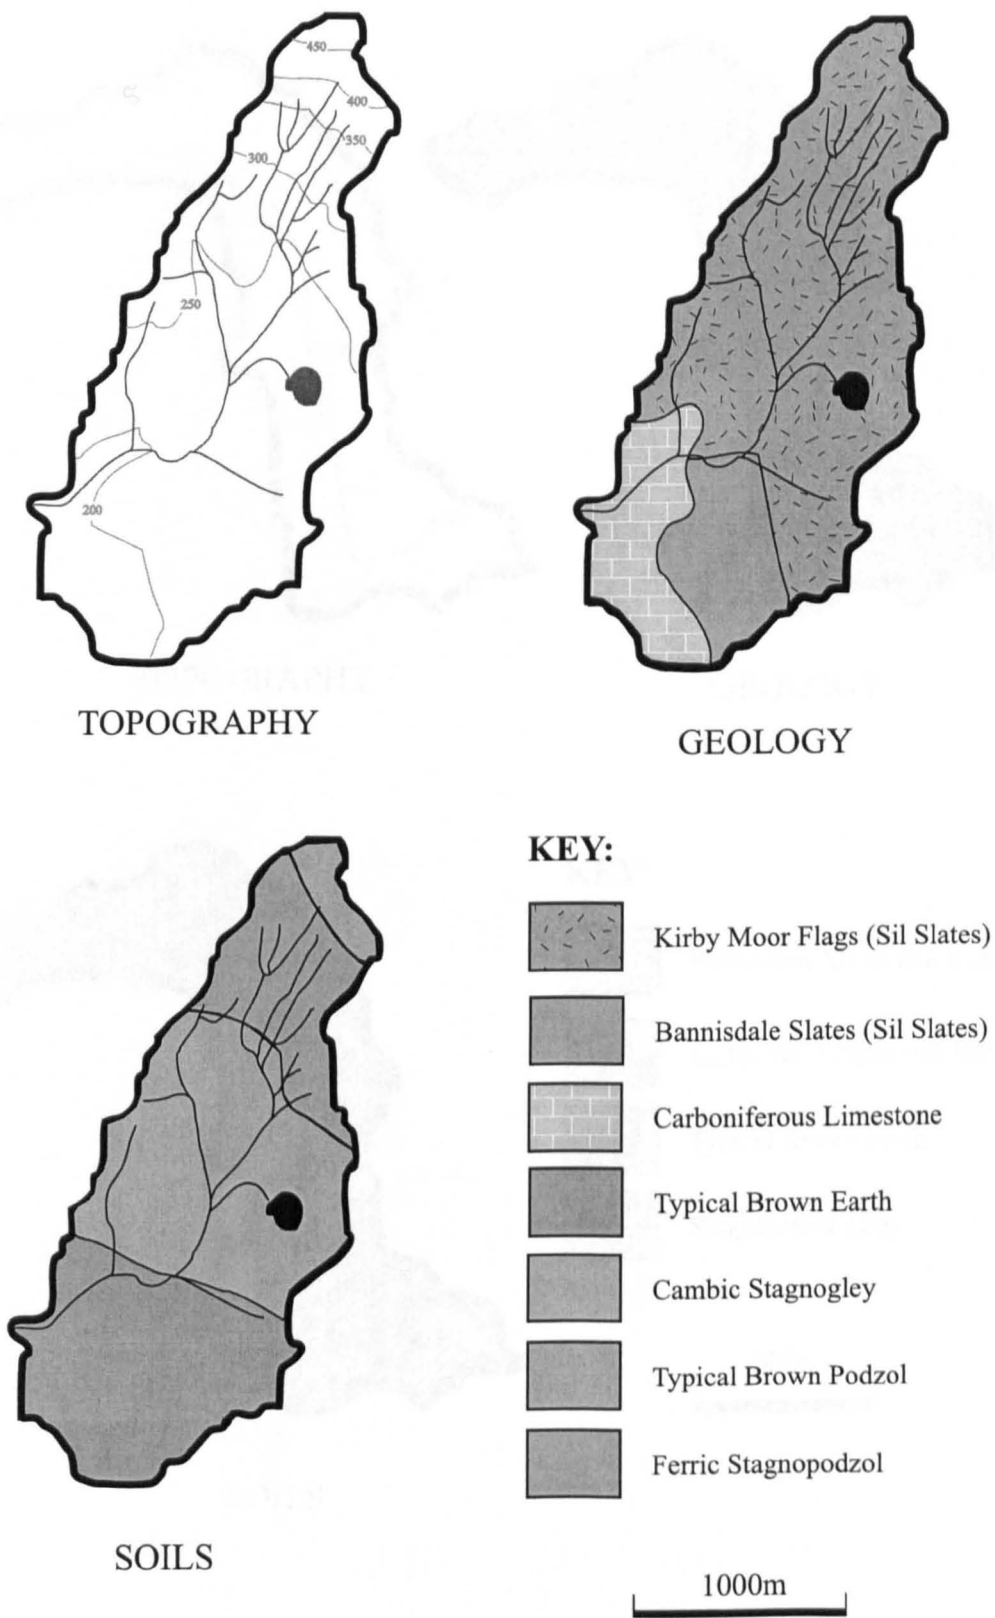 450
400
350
300
250
200
TOPOGRAPHY
GEOLOGY
SOILS
KEY:
Kirby Moor Flags (Sil Slates)
Bannisdale Slates (Sil Slates)
Carboniferous Limestone
Typical Brown Earth
Cambic Stagnogley
Typical Brown Podzol
Ferric Stagnopodzol
1000m